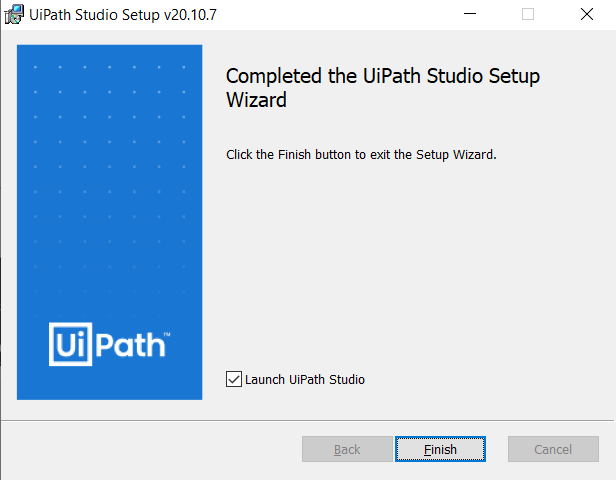 UiPath Studio Setup v20.10.7
Completed the UiPath Studio Setup
Wizard
Click the Finish button to exit the Setup Wizard.
UiPath™
Launch UiPath Studio
Back
Finish
Cancel